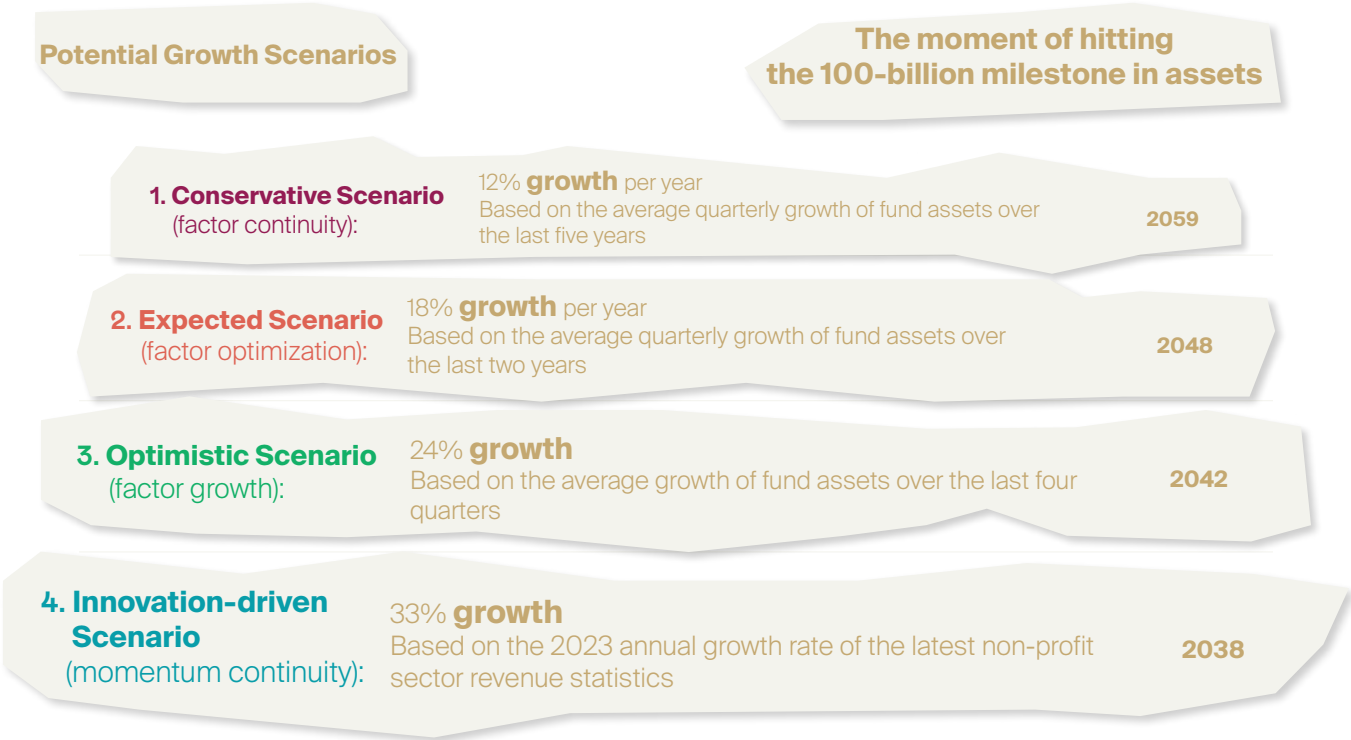 Potential Growth Scenarios
The moment of hitting
the 100-billion milestone in assets
1. Conservative Scenario
(factor continuity):
12% growth per year
Based on the average quarterly growth of fund assets over
the last five years
2059
2. Expected Scenario
(factor optimization):
18% growth per year
Based on the average quarterly growth of fund assets over
the last two years
2048
3. Optimistic Scenario
(factor growth):
24% growth
Based on the average growth of fund assets over the last four
quarters
2042
4. Innovation-driven
Scenario
(momentum continuity):
33% growth
Based on the 2023 annual growth rate of the latest non-profit
sector revenue statistics
2038